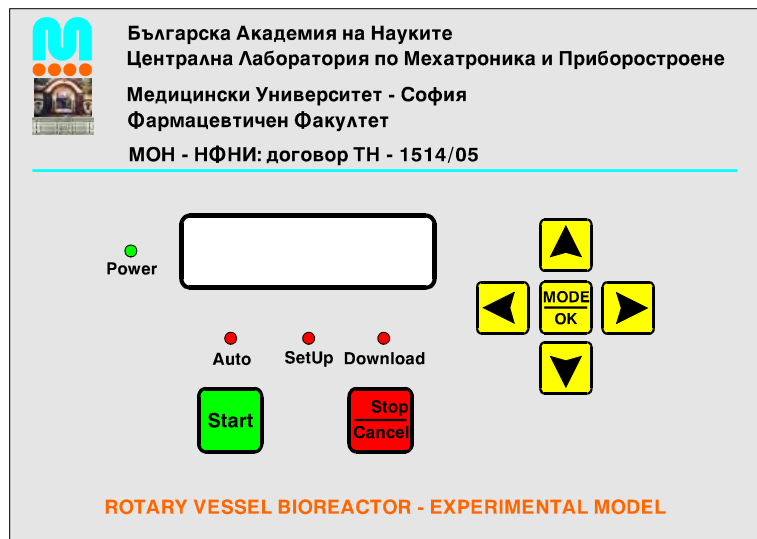 Българска Академия на Науките
Централна Лаборатория по Мехатроника и Приборостроене
Медицински Университет - София
Фармацевтичен Факултет
МОН - НФНИ: договор ТН - 1514/05
Power
MODE
OK
Auto
SetUp
Download
Start
Stop
Cancel
ROTARY VESSEL BIOREACTOR - EXPERIMENTAL MODEL